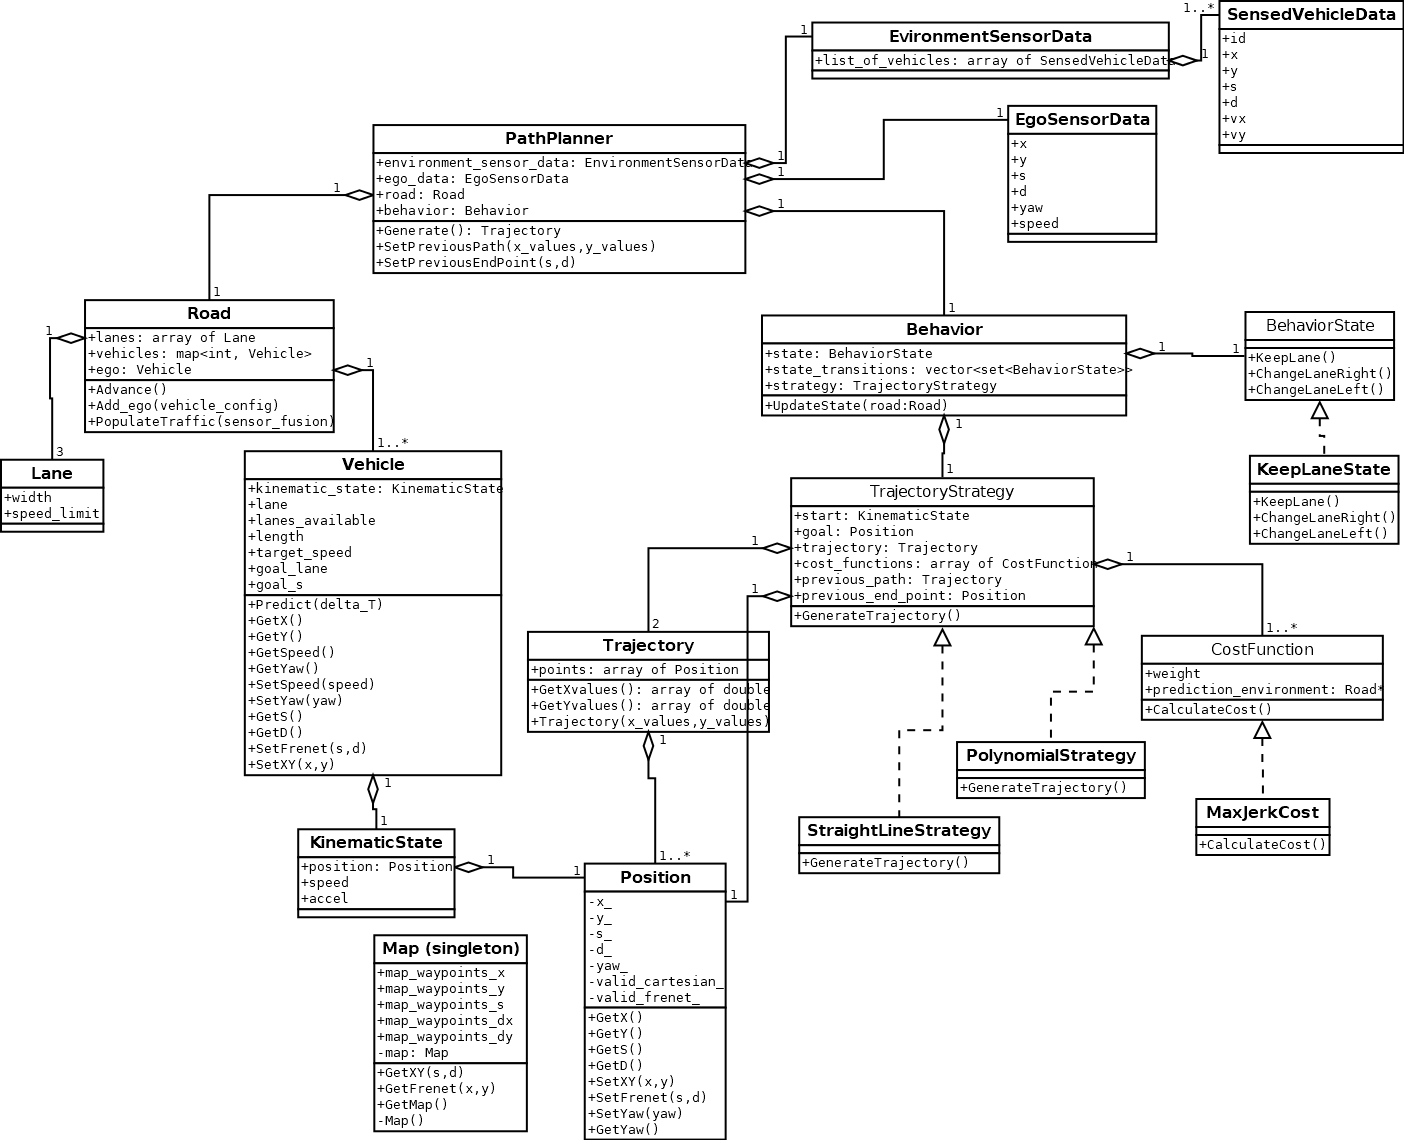 EvironmentSensorData
+list_of_vehicles: array of SensedVehicleData
1
1
1..*
SensedVehicleData
+id
+x
+y
+s
+d
+vx
+vy
PathPlanner
+environment_sensor_data: EnvironmentSensorData
+ego_data: EgoSensorData
+road: Road
+behavior: Behavior
+Generate(): Trajectory
+SetPreviousPath(x_values,y_values)
+SetPreviousEndPoint(s,d)
1
1
1
1
1
EgoSensorData
+x
+y
+s
+d
+yaw
+speed
1
Road
+lanes: array of Lane
+vehicles: map<int, Vehicle>
+ego: Vehicle
+Advance()
+Add_ego(vehicle_config)
+PopulateTraffic(sensor_fusion)
1
1
3
Lane
+width
+speed_limit
1..*
Vehicle
+kinematic_state: KinematicState
+lane
+lanes_available
+length
+target_speed
+goal_lane
+goal_s
+Predict(delta_T)
+GetX()
+GetY()
+GetSpeed()
+GetYaw()
+SetSpeed(speed)
+SetYaw(yaw)
+GetS()
+GetD()
+SetFrenet(s,d)
+SetXY(x,y)
1
1
Behavior
+state: BehaviorState
+state_transitions: vector<set<BehaviorState>>
+strategy: TrajectoryStrategy
+UpdateState(road:Road)
1
1
1
BehaviorState
+KeepLane()
+ChangeLaneRight()
+ChangeLaneLeft()
KeepLaneState
+KeepLane()
+ChangeLaneRight()
+ChangeLaneLeft()
1
1
TrajectoryStrategy
+start: KinematicState
+goal: Position
+trajectory: Trajectory
+cost_functions: array of CostFunction
+previous_path: Trajectory
+previous_end_point: Position
+GenerateTrajectory()
1
1
1
2
Trajectory
+points: array of Position
+GetXvalues(): array of double
+GetYvalues(): array of double
+Trajectory(x_values,y_values)
1
1..*
CostFunction
+weight
+prediction_environment: Road*
+CalculateCost()
MaxJerkCost
+CalculateCost()
PolynomialStrategy
+GenerateTrajectory()
StraightLineStrategy
+GenerateTrajectory()
1
KinematicState
+position: Position
+speed
+accel
1
1
1..*
1
Position
-x_
-y_
-s_
-d_
-yaw_
-valid_cartesian_
-valid_frenet_
+GetX()
+GetY()
+GetS()
+GetD()
+SetXY(x,y)
+SetFrenet(s,d)
+SetYaw(yaw)
+GetYaw()
Map (singleton)
+map_waypoints_x
+map_waypoints_y
+map_waypoints_s
+map_waypoints_dx
+map_waypoints_dy
-map: Map
+GetXY(s,d)
+GetFrenet(x,y)
+GetMap()
-Map()